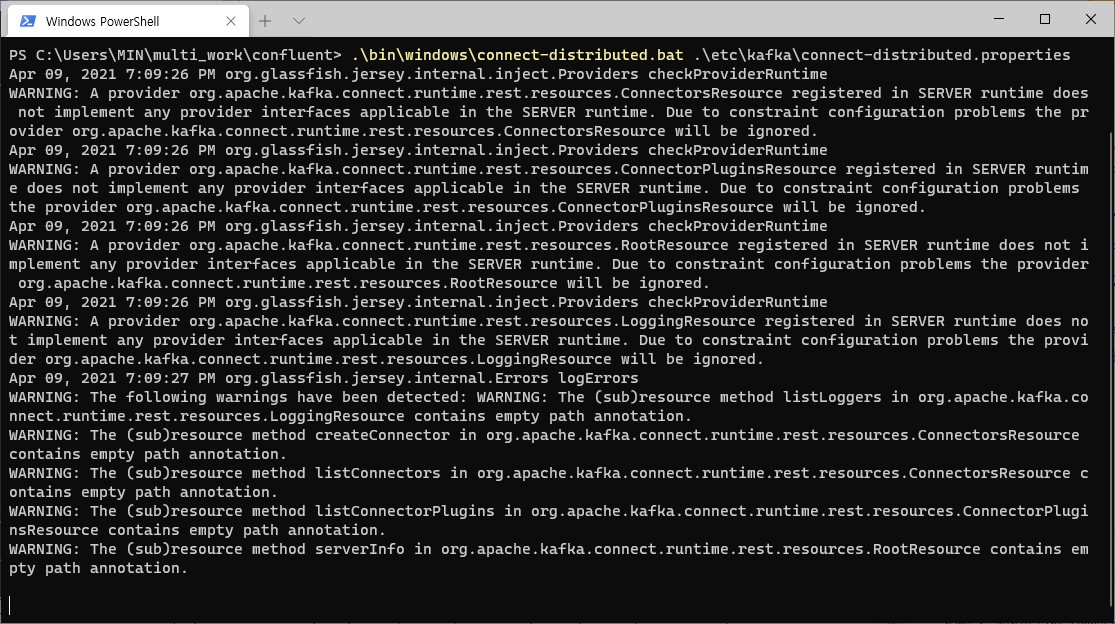 Windows PowerShell
PS C:\Users\MIN\multi_work\confluent> .\bin\windows\connect-distributed.bat .\etc\kafka\connect-distributed.properties
Apr 09, 2021 7:09:26 PM org.glassfish.jersey.internal.inject.Providers checkProviderRuntime
WARNING: A provider org.apache.kafka.connect.runtime.rest.resources.ConnectorsResource registered in SERVER runtime does
 not implement any provider interfaces applicable in the SERVER runtime. Due to constraint configuration problems the pr
ovider org.apache.kafka.connect.runtime.rest.resources.ConnectorsResource will be ignored.
Apr 09, 2021 7:09:26 PM org.glassfish.jersey.internal.inject.Providers checkProviderRuntime
WARNING: A provider org.apache.kafka.connect.runtime.rest.resources.ConnectorPluginsResource registered in SERVER runtim
e does not implement any provider interfaces applicable in the SERVER runtime. Due to constraint configuration problems
the provider org.apache.kafka.connect.runtime.rest.resources.ConnectorPluginsResource will be ignored.
Apr 09, 2021 7:09:26 PM org.glassfish.jersey.internal.inject.Providers checkProviderRuntime
WARNING: A provider org.apache.kafka.connect.runtime.rest.resources.RootResource registered in SERVER runtime does not i
mplement any provider interfaces applicable in the SERVER runtime. Due to constraint configuration problems the provider
 org.apache.kafka.connect.runtime.rest.resources.RootResource will be ignored.
Apr 09, 2021 7:09:26 PM org.glassfish.jersey.internal.inject.Providers checkProviderRuntime
WARNING: A provider org.apache.kafka.connect.runtime.rest.resources.LoggingResource registered in SERVER runtime does no
t implement any provider interfaces applicable in the SERVER runtime. Due to constraint configuration problems the provi
der org.apache.kafka.connect.runtime.rest.resources.LoggingResource will be ignored.
Apr 09, 2021 7:09:27 PM org.glassfish.jersey.internal.Errors logErrors
WARNING: The following warnings have been detected: WARNING: The (sub)resource method listLoggers in org.apache.kafka.co
nnect.runtime.rest.resources.LoggingResource contains empty path annotation.
WARNING: The (sub)resource method createConnector in org.apache.kafka.connect.runtime.rest.resources.ConnectorsResource
contains empty path annotation.
WARNING: The (sub)resource method listConnectors in org.apache.kafka.connect.runtime.rest.resources.ConnectorsResource c
ontains empty path annotation.
WARNING: The (sub)resource method listConnectorPlugins in org.apache.kafka.connect.runtime.rest.resources.ConnectorPlugi
nsResource contains empty path annotation.
WARNING: The (sub)resource method serverInfo in org.apache.kafka.connect.runtime.rest.resources.RootResource contains em
pty path annotation.